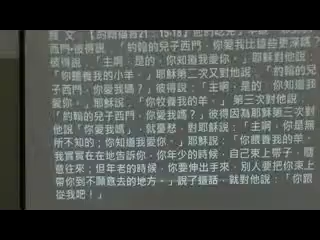 經 文 【約翰福音21：15-18】他們吃完
西門·彼得說，「約翰的兒子西門，你愛我比這些更深嗎？」
彼得說，「主啊，是的，你知道我愛你。」耶穌對他說：
「你餵養我的小羊。」耶穌第二次又對他說：「約翰的兒
子西門，你愛我嗎？」彼得說：「主啊，是的，你知道我
愛你。」耶穌說，「你牧養我的羊。」 第三次對他說
「約翰的兒子西門，你愛我嗎？」彼得因為耶穌第三次對
他說「你愛我嗎」，就憂愁，對耶穌說：「主啊，你是無
所不知的；你知道我愛你。」耶穌說：「你餵養我的羊。
我實實在在地告訴你，你年少的時候，自己束上帶子，隨
意往來；但年老的時候，你要伸出手來，別人要把你束上
帶你到不願意去的地方。」說了這話，就對他說：「你跟
從我吧！」